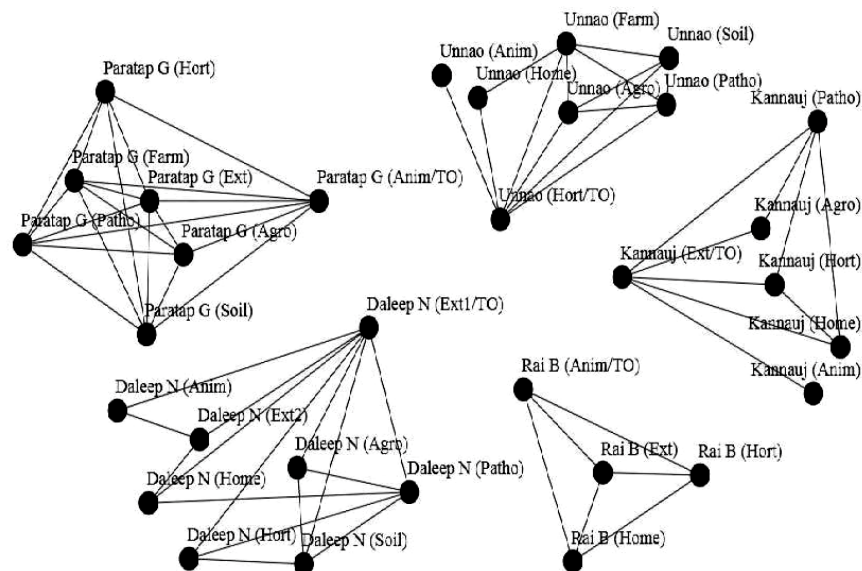 Paratap G (Hort)
Paratap G (Farm)
Paratap G (Ext)
Paratap G (Anim/TO)
Paratap G (Patho)
Paratap G (Agro)
Paratap G (Soil)
Unnao (Farm)
Unnao (Soil)
Unnao (Anim)
Unnao (Home)
Unnao (Agro)
Unnao (Patho)
Unnao (Hort/TO)
Kannauj (Patho)
Kannauj (Agro)
Kannauj (Ext/TO)
Kannauj (Hort)
Kannauj (Home)
Kannauj (Anim)
Daleep N (Ext1/TO)
Daleep N (Anim)
Daleep N (Ext2)
Daleep N (Agro)
Daleep N (Home)
Daleep N (Patho)
Daleep N (Hort)
Daleep N (Soil)
Rai B (Anim/TO)
Rai B (Ext)
Rai B (Hort)
Rai B (Home)